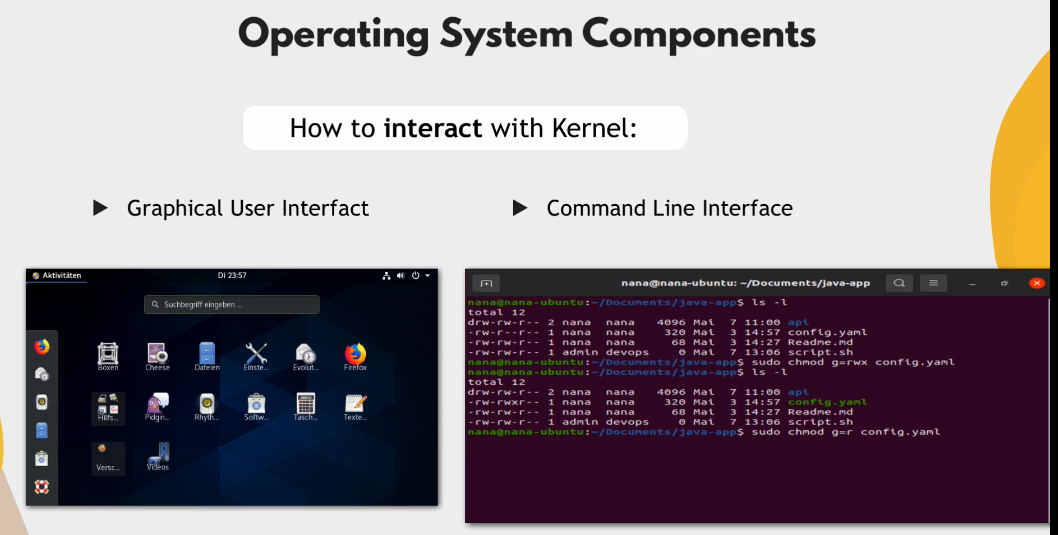 Operating System Components
How to interact with Kernel:
▶ Graphical User Interfact
▶ Command Line Interface
Aktivitäten
Di 23:57
Suchbegriff eingeben ...
Boxen
Cheese
Dateien
Einste...
Evolut...
Firefox
Hilfs...
Pidgin...
Rhyth...
Softw...
Tasch...
Texte...
Versc...
Videos
nana@nana-ubuntu: ~/Documents/java-app
nana@nana-ubuntu:~/Documents/java-app$ ls -l
total 12
drw-rw-r-- 2 nana  nana   4096 Mai  7 11:00 api
-rw-r--r-- 1 nana  nana    320 Mai  3 14:57 config.yaml
-rw-rw-r-- 1 nana  nana     68 Mai  3 14:27 Readme.md
-rw-rw-r-- 1 admin devops    0 Mai  7 13:06 script.sh
nana@nana-ubuntu:~/Documents/java-app$ sudo chmod g=rwx config.yaml
nana@nana-ubuntu:~/Documents/java-app$ ls -l
total 12
drw-rw-r-- 2 nana  nana   4096 Mai  7 11:00 api
-rw-rwxr-- 1 nana  nana    320 Mai  3 14:57 config.yaml
-rw-rw-r-- 1 nana  nana     68 Mai  3 14:27 Readme.md
-rw-rw-r-- 1 admin devops    0 Mai  7 13:06 script.sh
nana@nana-ubuntu:~/Documents/java-app$ sudo chmod g=r config.yaml